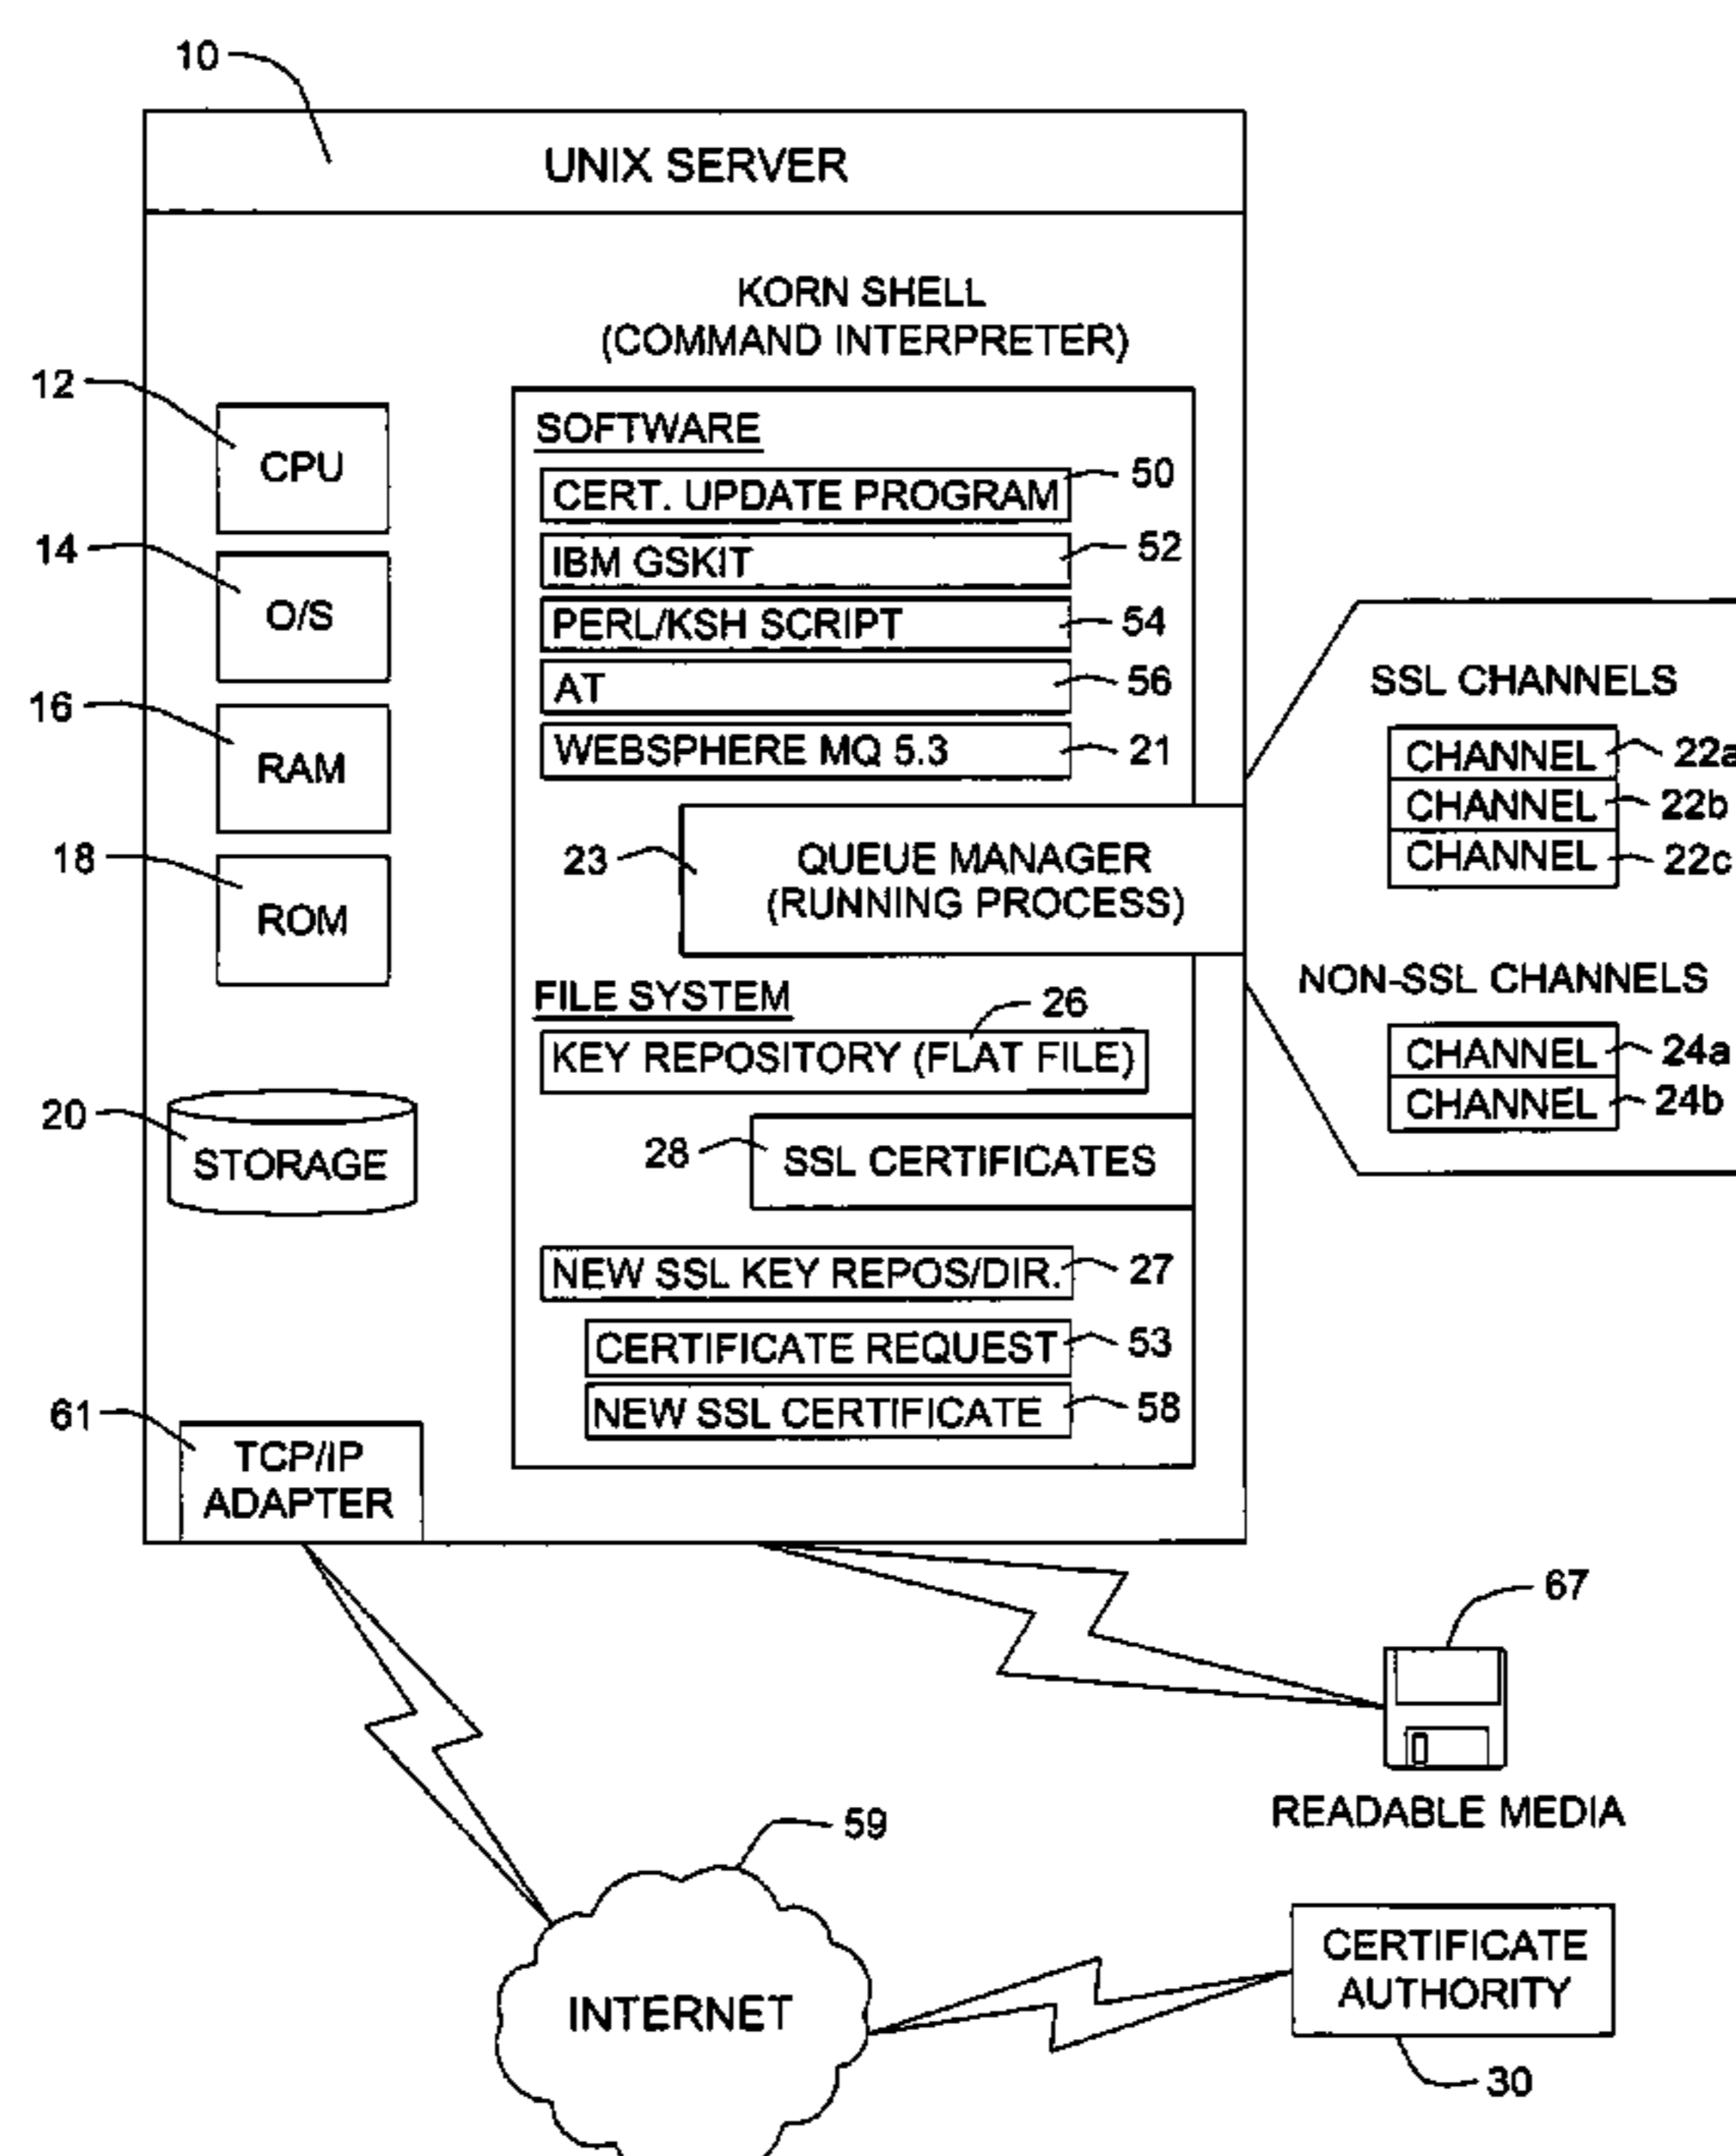 10
UNIX SERVER
KORN SHELL
(COMMAND INTERPRETER)
12
CPU
14
O/S
16
RAM
18
ROM
20
STORAGE
61
TCP/IP
ADAPTER
SOFTWARE
CERT. UPDATE PROGRAM
50
IBM GSKIT
52
PERL/KSH SCRIPT
54
AT
56
WEBSPHERE MQ 5.3
21
23
QUEUE MANAGER
(RUNNING PROCESS)
FILE SYSTEM
26
KEY REPOSITORY (FLAT FILE)
28
SSL CERTIFICATES
NEW SSL KEY REPOS/DIR.
27
CERTIFICATE REQUEST
53
NEW SSL CERTIFICATE
58
SSL CHANNELS
CHANNEL
22a
CHANNEL
22b
CHANNEL
22c
NON-SSL CHANNELS
CHANNEL
24a
CHANNEL
24b
67
READABLE MEDIA
59
INTERNET
CERTIFICATE
AUTHORITY
30